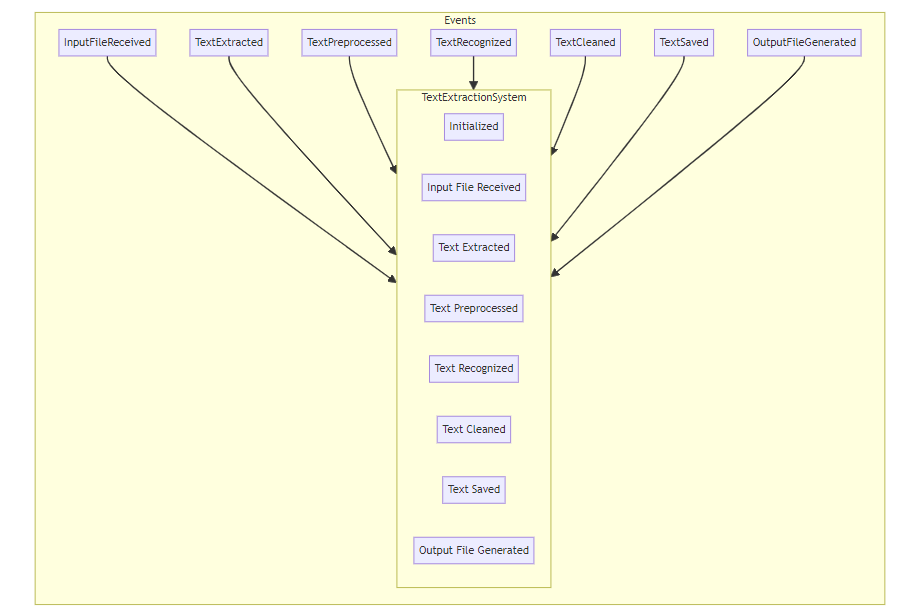 Events
InputFileReceived
TextExtracted
TextPreprocessed
TextRecognized
TextCleaned
TextSaved
OutputFileGenerated
TextExtractionSystem
Initialized
Input File Received
Text Extracted
Text Preprocessed
Text Recognized
Text Cleaned
Text Saved
Output File Generated